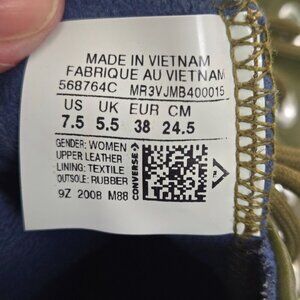 MADE IN VIETNAM
FABRIQUE AU VIETNAM
568764C MR3VJMB400015
US UK EUR CM
7.5 5.5 38 24.5
GENDER: WOMEN
UPPER:LEATHER
LINING: TEXTILE
OUTSOLE: RUBBER
9Z 2008 M88
CONVERSE